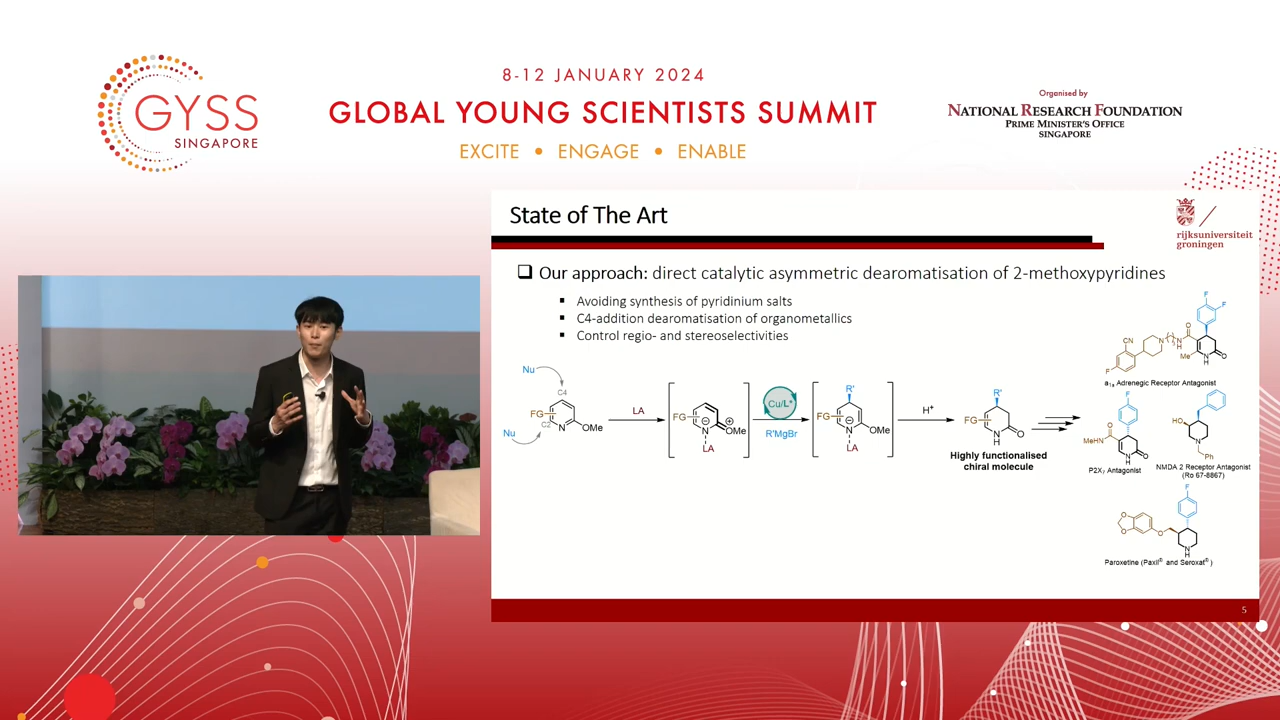 GYSS
SINGAPORE
8-12 JANUARY 2024
GLOBAL YOUNG SCIENTISTS SUMMIT
EXCITE • ENGAGE • ENABLE
Organised by
NATIONAL RESEARCH FOUNDATION
PRIME MINISTER'S OFFICE
SINGAPORE
State of The Art
rijksuniversiteit
groningen
❑ Our approach: direct catalytic asymmetric dearomatisation of 2-methoxypyridines
▪ Avoiding synthesis of pyridinium salts
▪ C4-addition dearomatisation of organometallics
▪ Control regio- and stereoselectivities
Nu
C4
FG
C2
N
OMe
Nu
LA
FG
N
OMe
LA
Cu/L*
R'MgBr
R'
FG
N
OMe
LA
H⁺
R'
FG
N
H
O
Highly functionalised
chiral molecule
F
F
CN
N
NH
O
Me
N
H
O
F
a₁ₐ Adrenegic Receptor Antagonist
F
O
MeHN
N
H
O
P2X₇ Antagonist
HO
N
Ph
NMDA 2 Receptor Antagonist
(Ro 67-8867)
F
O
O
O
N
H
Paroxetine (Paxil® and Seroxat®)
5